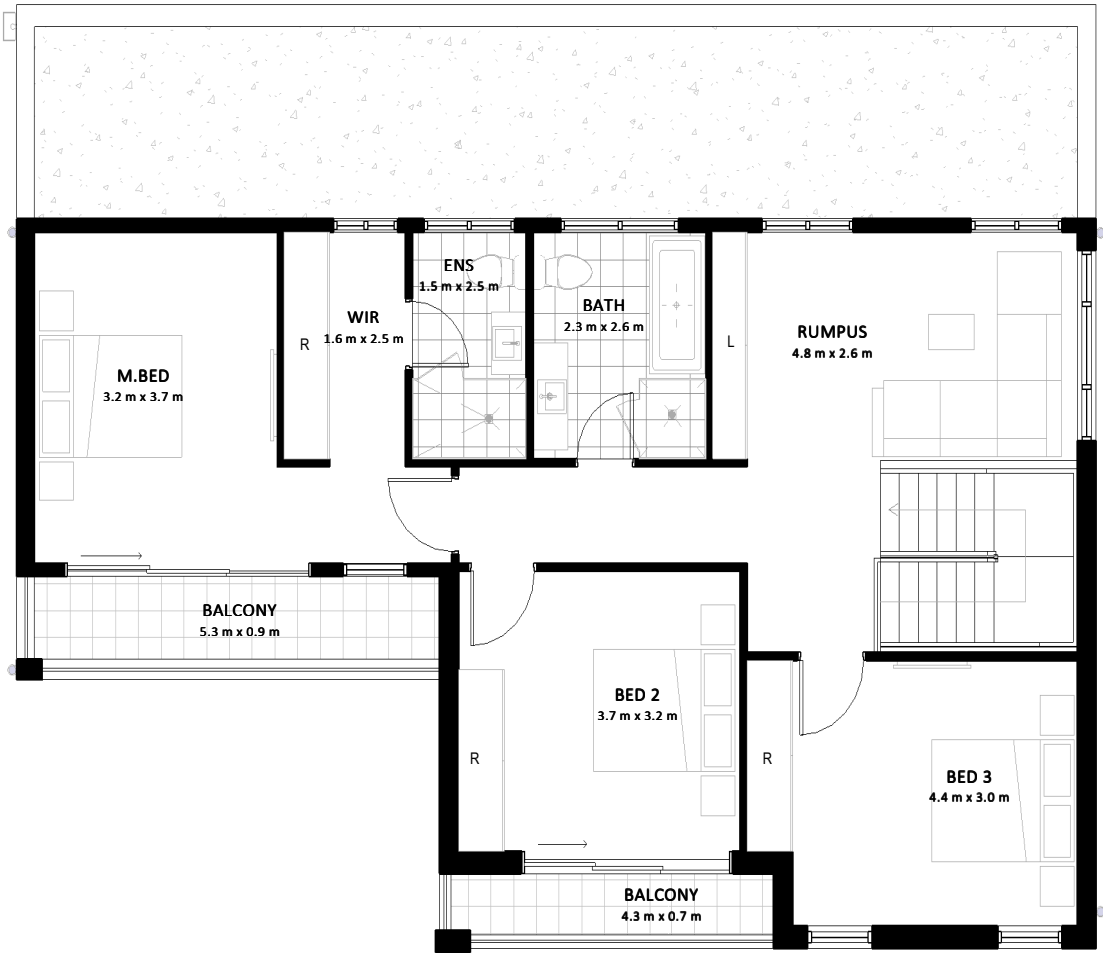 ENS
1.5 m x 2.5 m
WIR
1.6 m x 2.5 m
R
BATH
2.3 m x 2.6 m
L
RUMPUS
4.8 m x 2.6 m
M.BED
3.2 m x 3.7 m
BALCONY
5.3 m x 0.9 m
BED 2
3.7 m x 3.2 m
R
R
BED 3
4.4 m x 3.0 m
BALCONY
4.3 m x 0.7 m